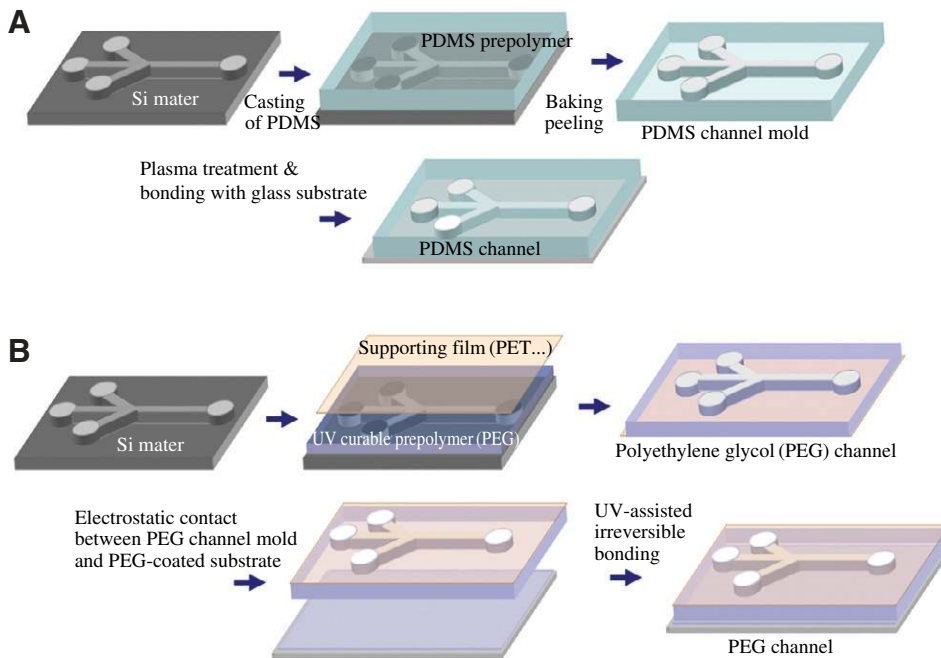 A
PDMS prepolymer
Si mater
Casting
of PDMS
Baking
peeling
PDMS channel mold
Plasma treatment &
bonding with glass substrate
PDMS channel
B
Supporting film (PET...)
Si mater
UV curable prepolymer (PEG)
Polyethylene glycol (PEG) channel
Electrostatic contact
between PEG channel mold
and PEG-coated substrate
UV-assisted
irreversible
bonding
PEG channel